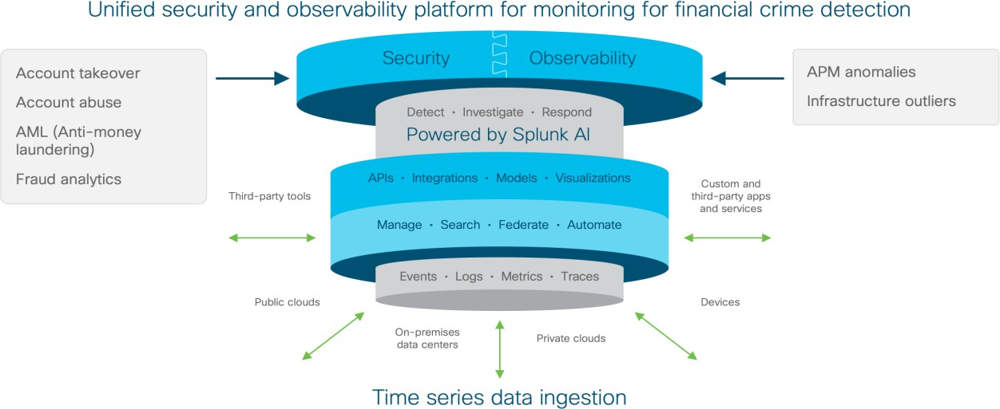 Unified security and observability platform for monitoring for financial crime detection
Security
Observability
Account takeover
Account abuse
AML (Anti-money
laundering)
Fraud analytics
APM anomalies
Infrastructure outliers
Detect · Investigate · Respond
Powered by Splunk AI
APIs · Integrations · Models · Visualizations
Third-party tools
Custom and
third-party apps
and services
Manage · Search · Federate · Automate
Events · Logs · Metrics · Traces
Public clouds
Devices
On-premises
data centers
Private clouds
Time series data ingestion